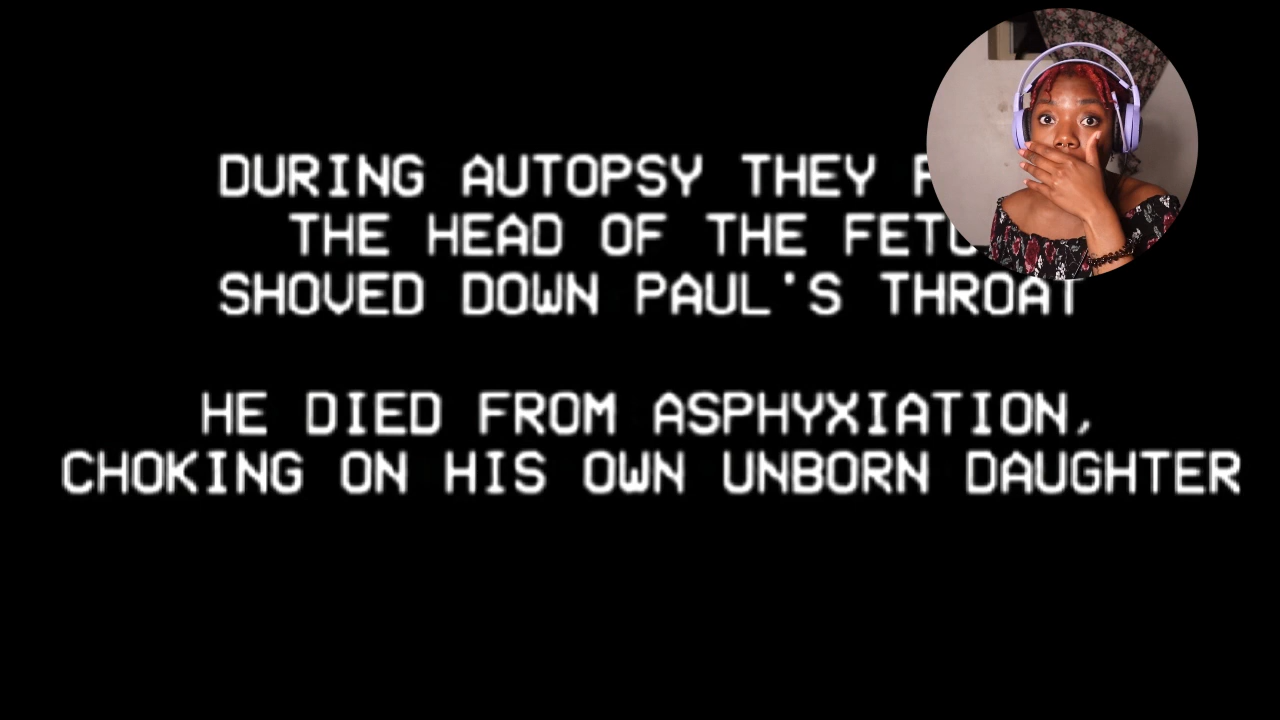 DURING AUTOPSY THEY
THE HEAD OF THE
SHOVED DOWN PAUL'S THROAT
HE DIED FROM ASPHYXIATION,
CHOKING ON HIS OWN UNBORN DAUGHTER